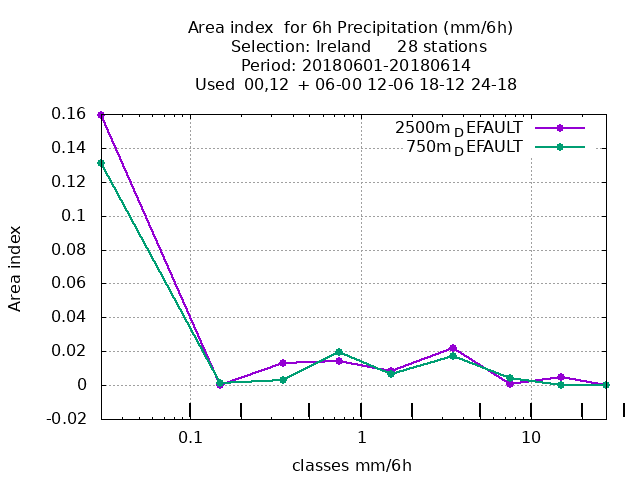 Area index  for 6h Precipitation (mm/6h)
Selection: Ireland     28 stations
Period: 20180601-20180614
Used  00,12  + 06-00 12-06 18-12 24-18
2500m_DEFAULT
750m_DEFAULT
0.16
0.14
0.12
0.1
0.08
0.06
0.04
0.02
0
-0.02
Area index
0.1
1
10
classes mm/6h